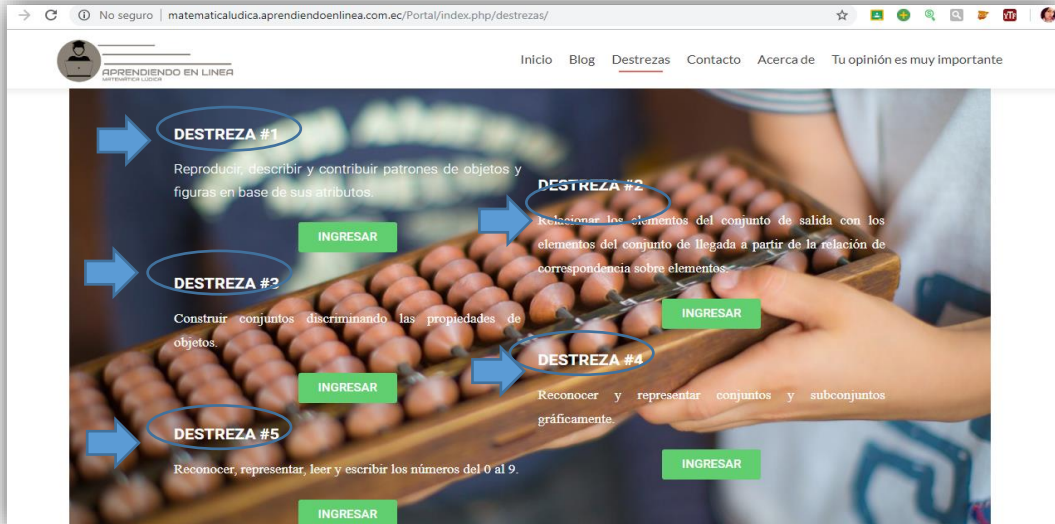 No seguro | matematicaludica.aprendiendoenlinea.com.ec/Portal/index.php/destrezas/
APRENDIENDO EN LINEA
MATEMÁTICA LÚDICA
Inicio Blog Destrezas Contacto Acerca de Tu opinión es muy importante
DESTREZA #1
Reproducir, describir y contribuir patrones de objetos y
figuras en base de sus atributos.
INGRESAR
DESTREZA #2
Relacionar los elementos del conjunto de salida con los
elementos del conjunto de llegada a partir de la relación de
correspondencia sobre elementos.
INGRESAR
DESTREZA #3
Construir conjuntos discriminando las propiedades de
objetos.
INGRESAR
DESTREZA #4
Reconocer y representar conjuntos y subconjuntos
gráficamente.
INGRESAR
DESTREZA #5
Reconocer, representar, leer y escribir los números del 0 al 9.
INGRESAR